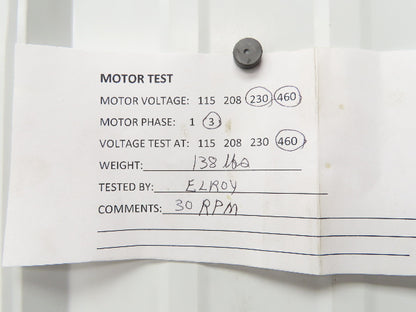 MOTOR TEST
MOTOR VOLTAGE: 115 208 230 460
MOTOR PHASE: 1 3
VOLTAGE TEST AT: 115 208 230 460
WEIGHT: 138 lbs
TESTED BY: ELROY
COMMENTS: 30 RPM